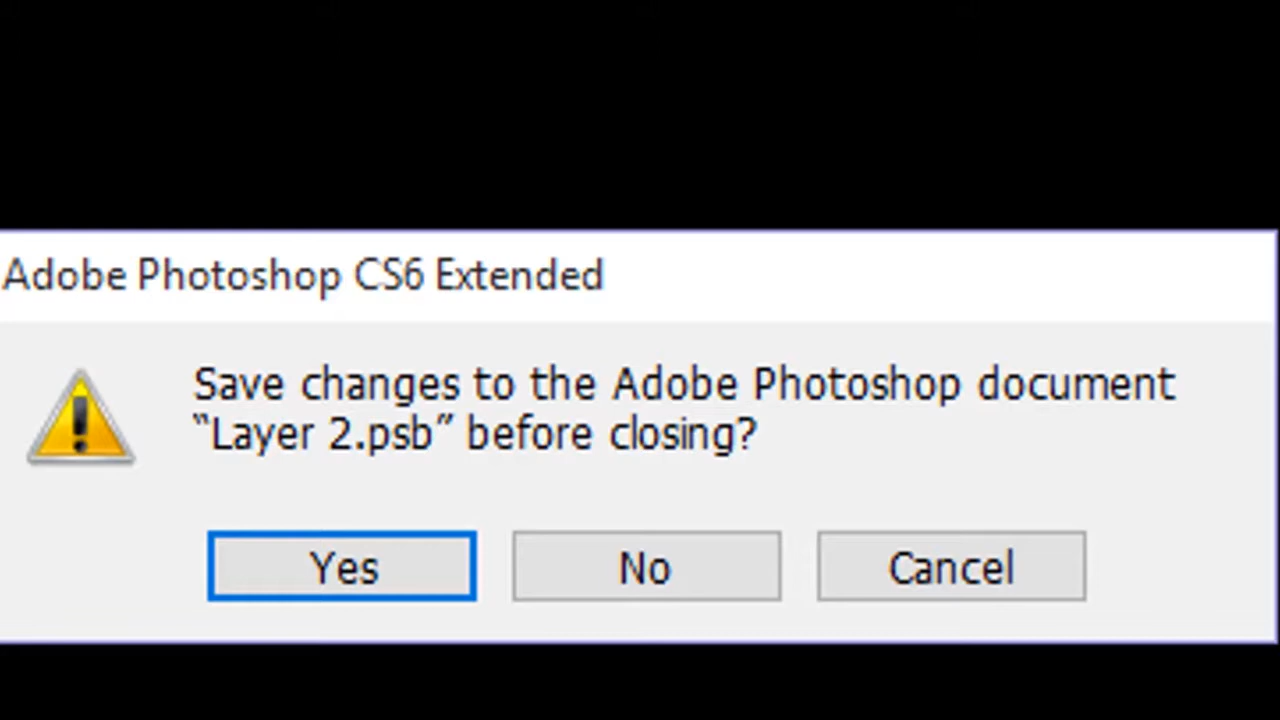 Adobe Photoshop CS6 Extended
Save changes to the Adobe Photoshop document
“Layer 2.psb” before closing?
Yes No Cancel